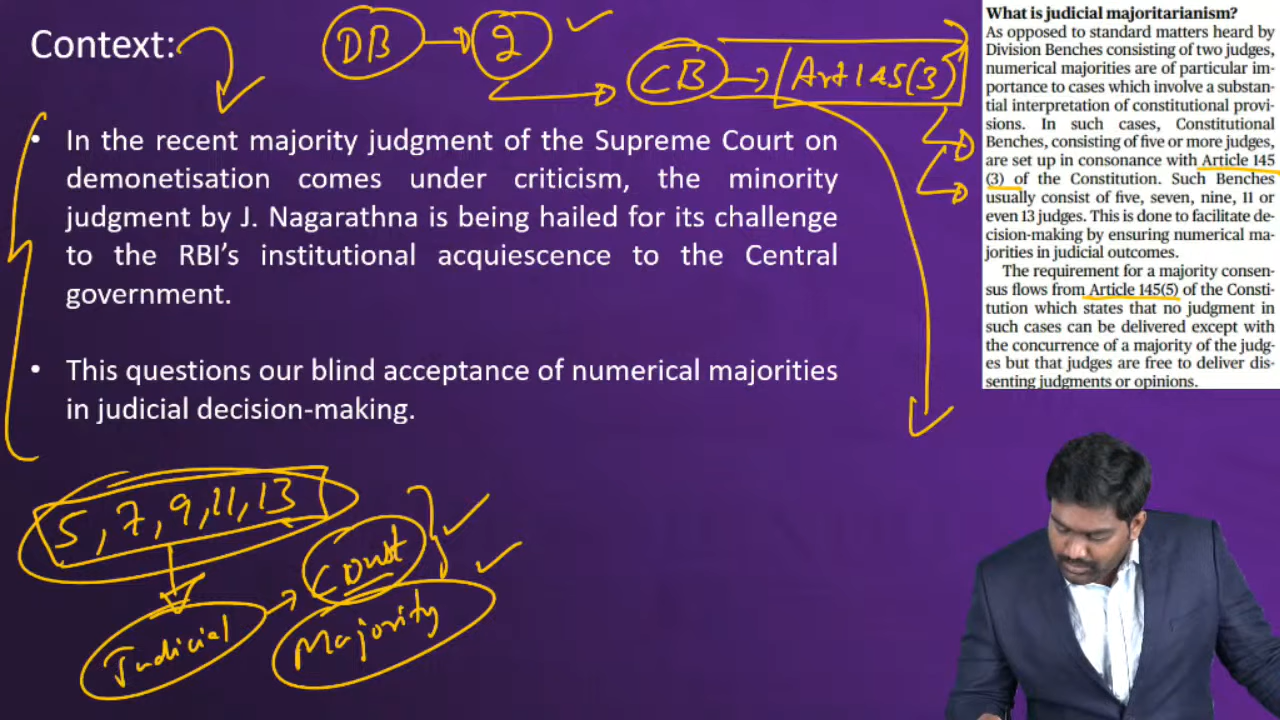 Context:
DB 2 CB Art 145(3)
• In the recent majority judgment of the Supreme Court on
demonetisation comes under criticism, the minority
judgment by J. Nagarathna is being hailed for its challenge
to the RBI’s institutional acquiescence to the Central
government.
• This questions our blind acceptance of numerical majorities
in judicial decision-making.
5, 7, 9, 11, 13
Judicial
Const
Majority
What is judicial majoritarianism?
As opposed to standard matters heard by
Division Benches consisting of two judges,
numerical majorities are of particular im-
portance to cases which involve a substan-
tial interpretation of constitutional provi-
sions. In such cases, Constitutional
Benches, consisting of five or more judges,
are set up in consonance with Article 145
(3) of the Constitution. Such Benches
usually consist of five, seven, nine, 11 or
even 13 judges. This is done to facilitate de-
cision-making by ensuring numerical ma-
jorities in judicial outcomes.
The requirement for a majority consen-
sus flows from Article 145(5) of the Consti-
tution which states that no judgment in
such cases can be delivered except with
the concurrence of a majority of the judg-
es but that judges are free to deliver dis-
senting judgments or opinions.